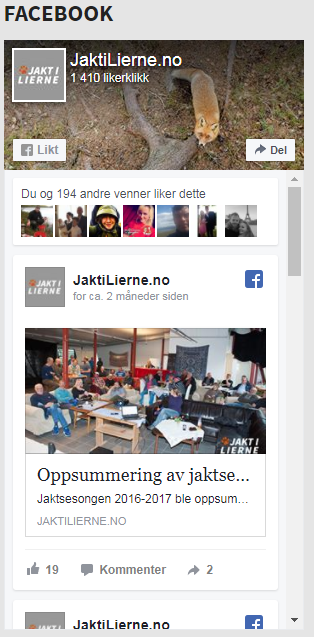 FACEBOOK
JAKT I
LIERNE
JaktiLierne.no
1 410 likerklikk
Likt
Del
Du og 194 andre venner liker dette
JAKT I
LIERNE
JaktiLierne.no
for ca. 2 måneder siden
JAKT I
LIERNE
Oppsummering av jaktse...
Jaktsesongen 2016-2017 ble oppsum...
JAKTILIERNE.NO
19
Kommenter
2
JAKT I
JaktiLierne.no